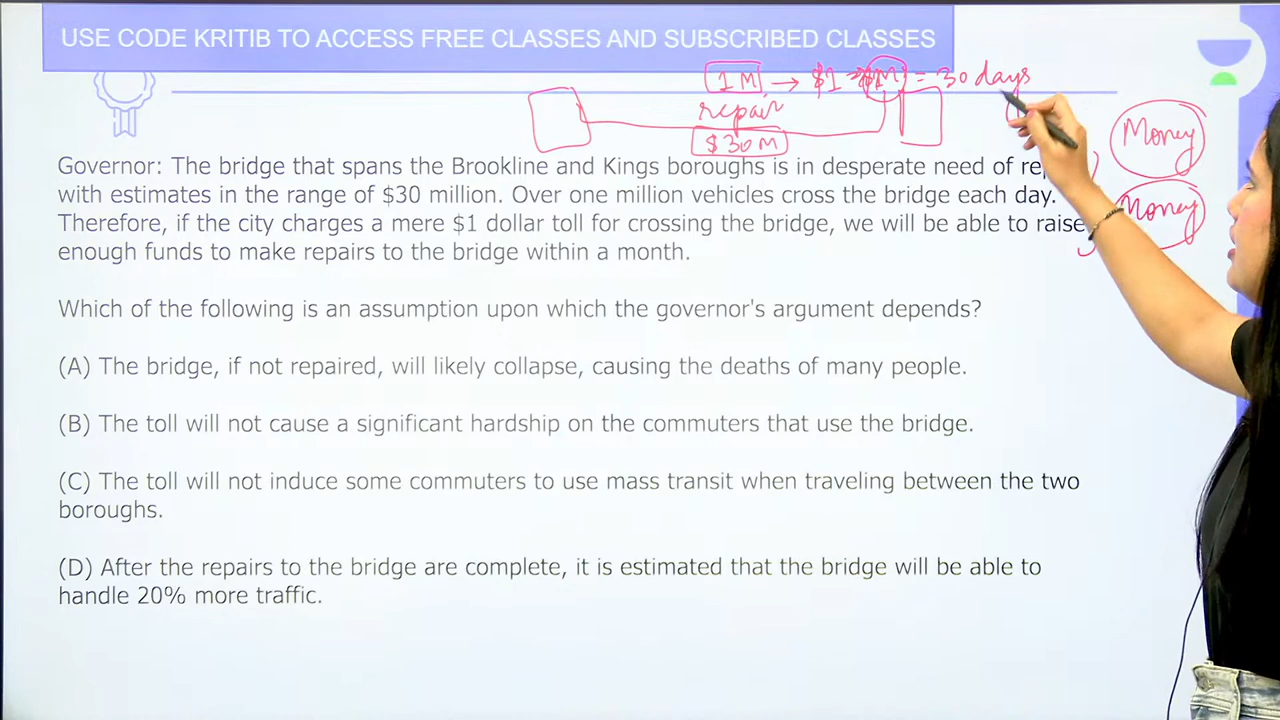 USE CODE KRITIB TO ACCESS FREE CLASSES AND SUBSCRIBED CLASSES
1M → $1 → $1M = 30 days
repair
$30M
Money
Money
Governor: The bridge that spans the Brookline and Kings boroughs is in desperate need of
with estimates in the range of $30 million. Over one million vehicles cross the bridge each day.
Therefore, if the city charges a mere $1 dollar toll for crossing the bridge, we will be able to raise
enough funds to make repairs to the bridge within a month.
Which of the following is an assumption upon which the governor's argument depends?
(A) The bridge, if not repaired, will likely collapse, causing the deaths of many people.
(B) The toll will not cause a significant hardship on the commuters that use the bridge.
(C) The toll will not induce some commuters to use mass transit when traveling between the two
boroughs.
(D) After the repairs to the bridge are complete, it is estimated that the bridge will be able to
handle 20% more traffic.